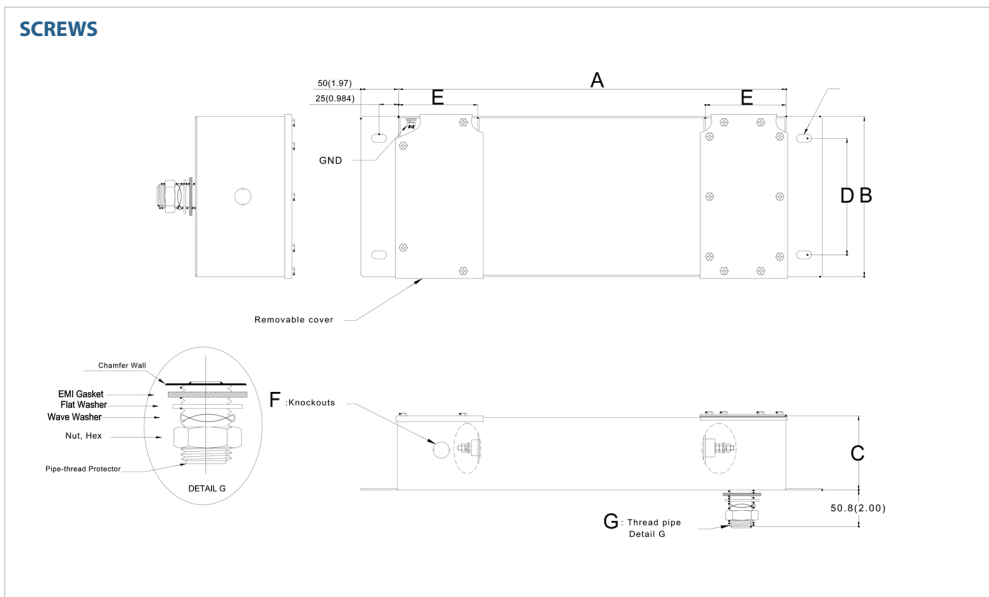 SCREWS
50(1.97)
A
25(0.984)
E
E
GND
D
B
Removable cover
Chamfer Wall
EMI Gasket
Flat Washer
Wave Washer
Nut, Hex
Pipe-thread Protector
DETAIL G
F :Knockouts
C
50.8(2.00)
G : Thread pipe
Detail G